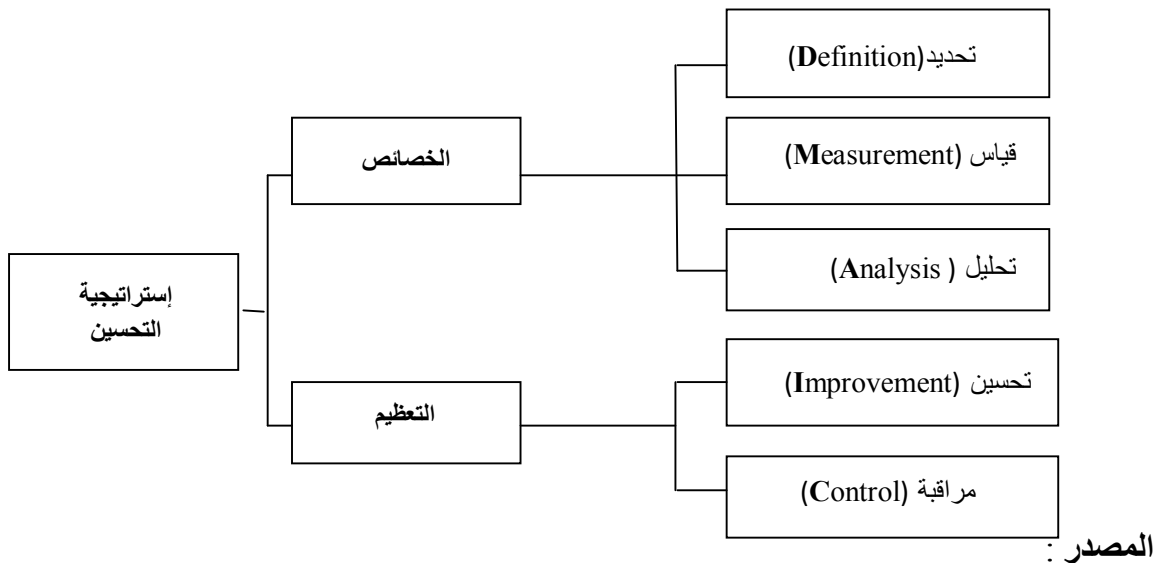 إستراتيجية
التحسين
الخصائص
تحديد(Definition)
قياس (Measurement)
تحليل ( Analysis)
التعظيم
تحسين (Improvement)
مراقبة (Control)
المصدر :